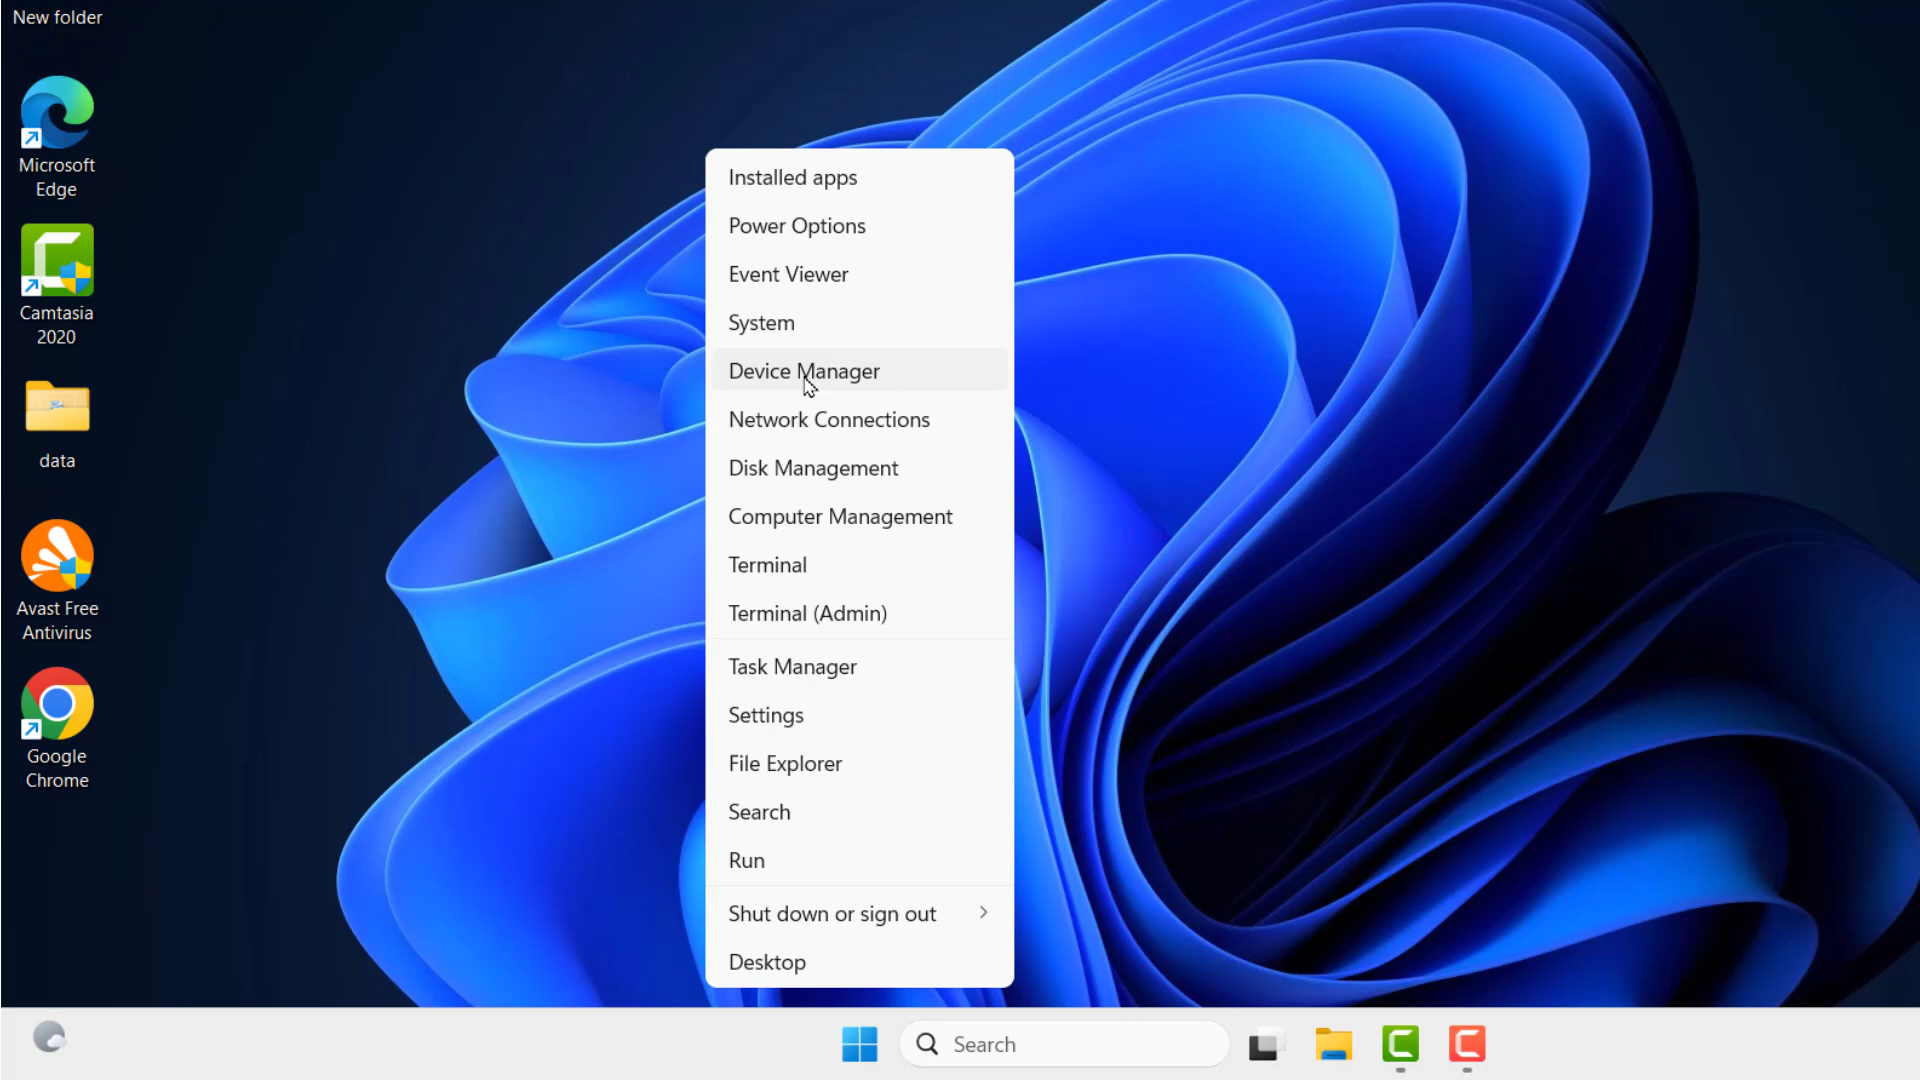 New folder
Microsoft
Edge
Camtasia
2020
data
Avast Free
Antivirus
Google
Chrome
Installed apps
Power Options
Event Viewer
System
Device Manager
Network Connections
Disk Management
Computer Management
Terminal
Terminal (Admin)
Task Manager
Settings
File Explorer
Search
Run
Shut down or sign out
Desktop
Search